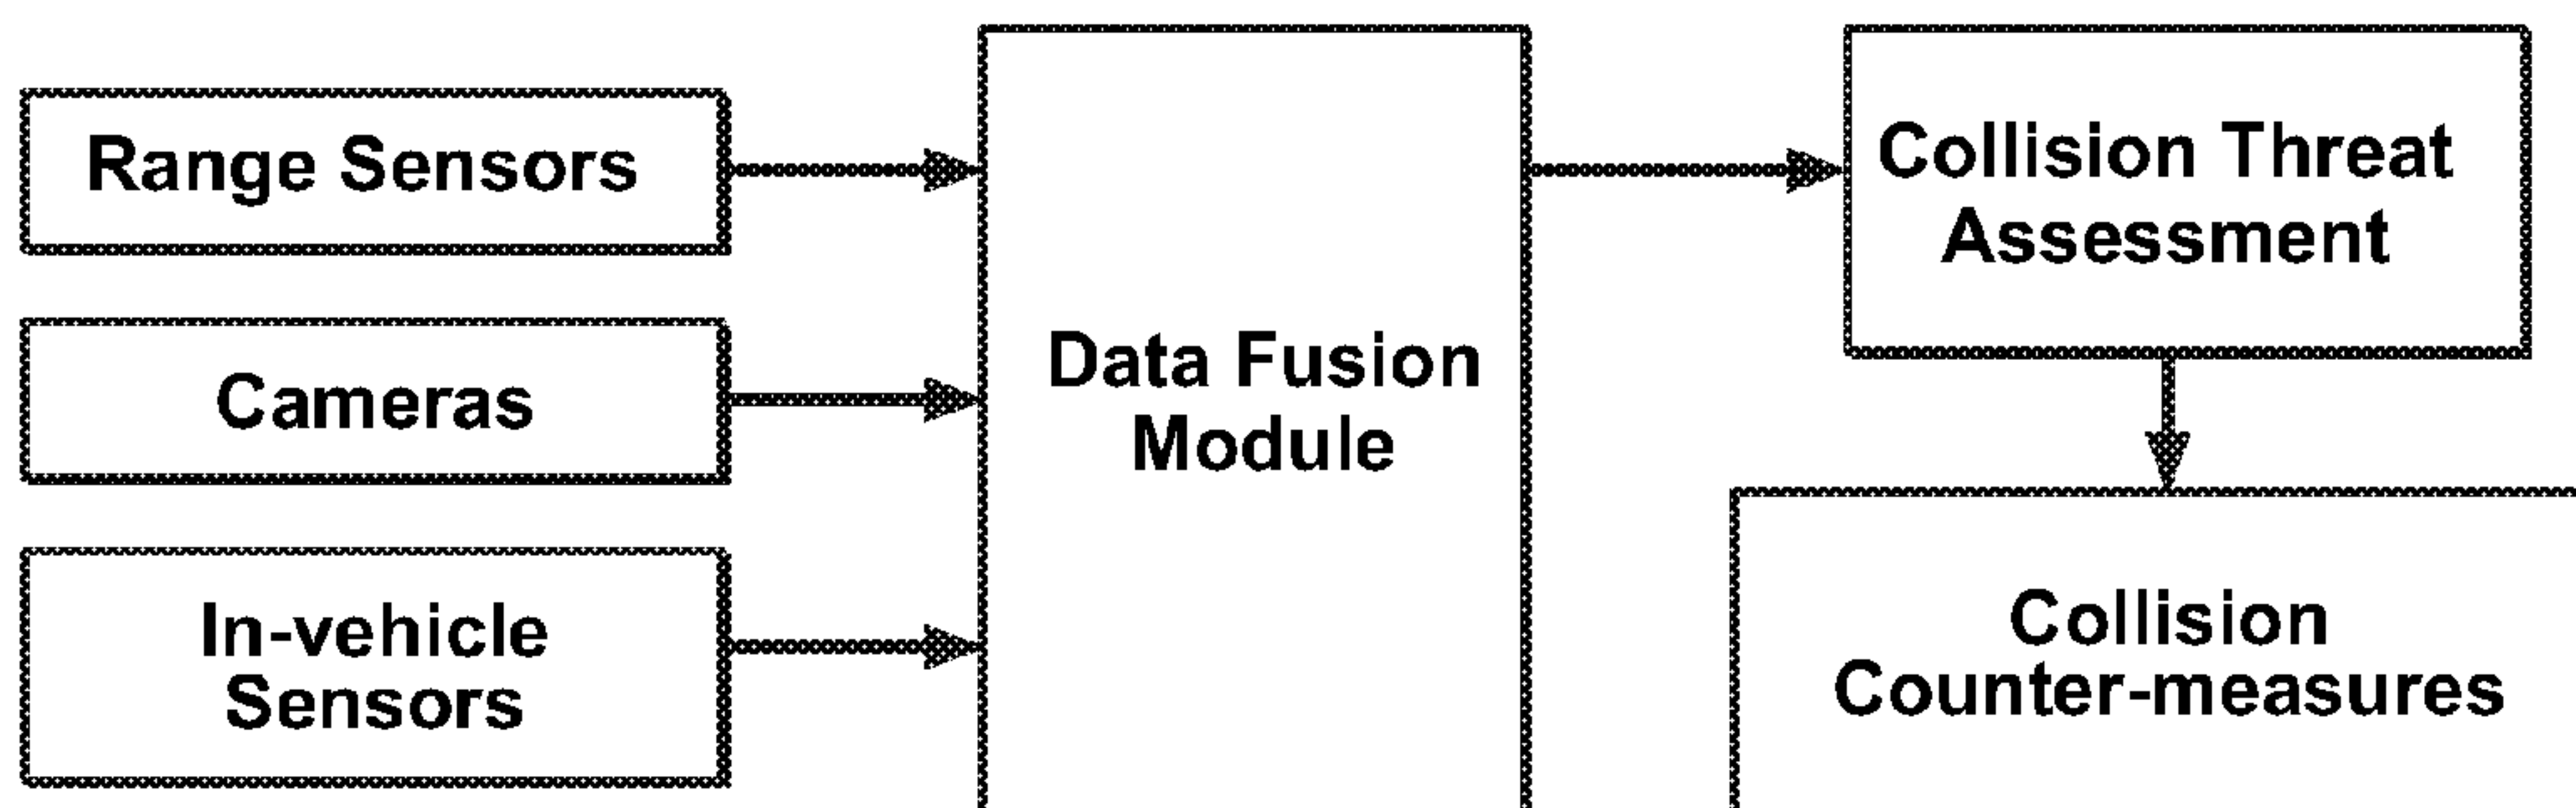 Range Sensors
Cameras
In-vehicle
Sensors
Data Fusion
Module
Collision Threat
Assessment
Collision
Counter-measures